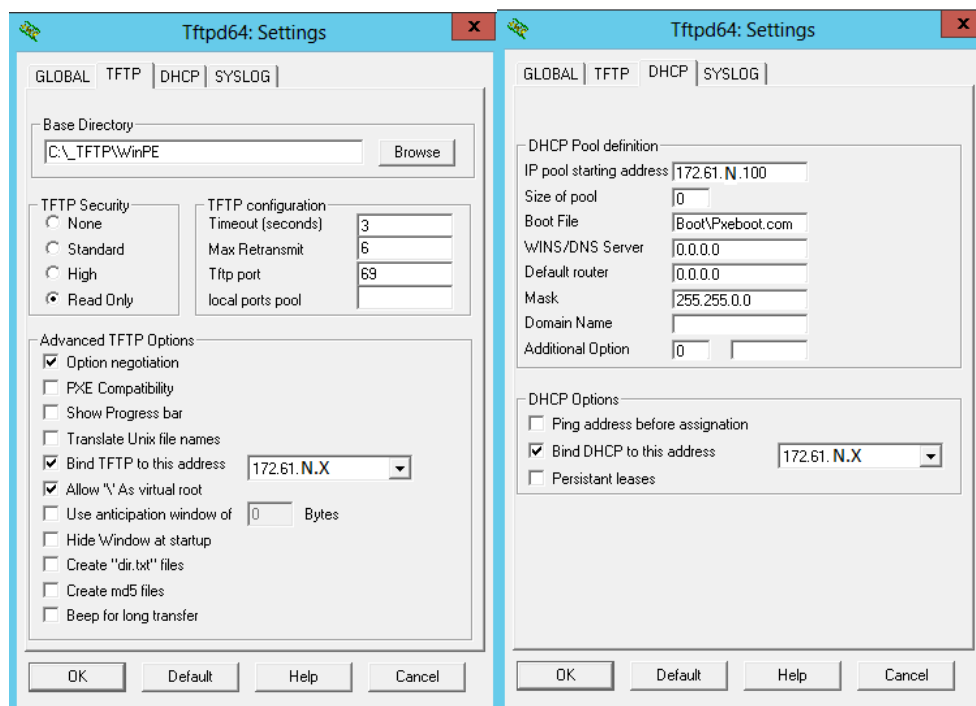 Tftpd64: Settings
x
GLOBAL TFTP DHCP SYSLOG
Base Directory
C:\_TFTP\WinPE
Browse
TFTP Security
None
Standard
High
Read Only
TFTP configuration
Timeout (seconds) 3
Max Retransmit 6
Tftp port 69
local ports pool
Advanced TFTP Options
Option negotiation
PXE Compatibility
Show Progress bar
Translate Unix file names
Bind TFTP to this address 172.61.N.X
Allow '\' As virtual root
Use anticipation window of 0 Bytes
Hide Window at startup
Create "dir.txt" files
Create md5 files
Beep for long transfer
OK Default Help Cancel
Tftpd64: Settings
x
GLOBAL TFTP DHCP SYSLOG
DHCP Pool definition
IP pool starting address 172.61.N.100
Size of pool 0
Boot File Boot\Pxeboot.com
WINS/DNS Server 0.0.0.0
Default router 0.0.0.0
Mask 255.255.0.0
Domain Name
Additional Option 0
DHCP Options
Ping address before assignation
Bind DHCP to this address 172.61.N.X
Persistant leases
OK Default Help Cancel